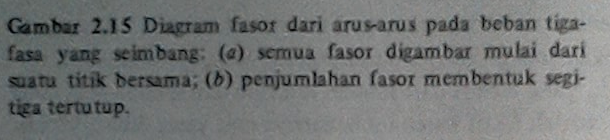 Gambar 2.15 Diagram fasor dari arus-arus pada beban tiga-
fasa yang seimbang: (a) semua fasor digambar mulai dari
suatu titik bersama; (b) penjumlahan fasor membentuk segi-
tiga tertutup.